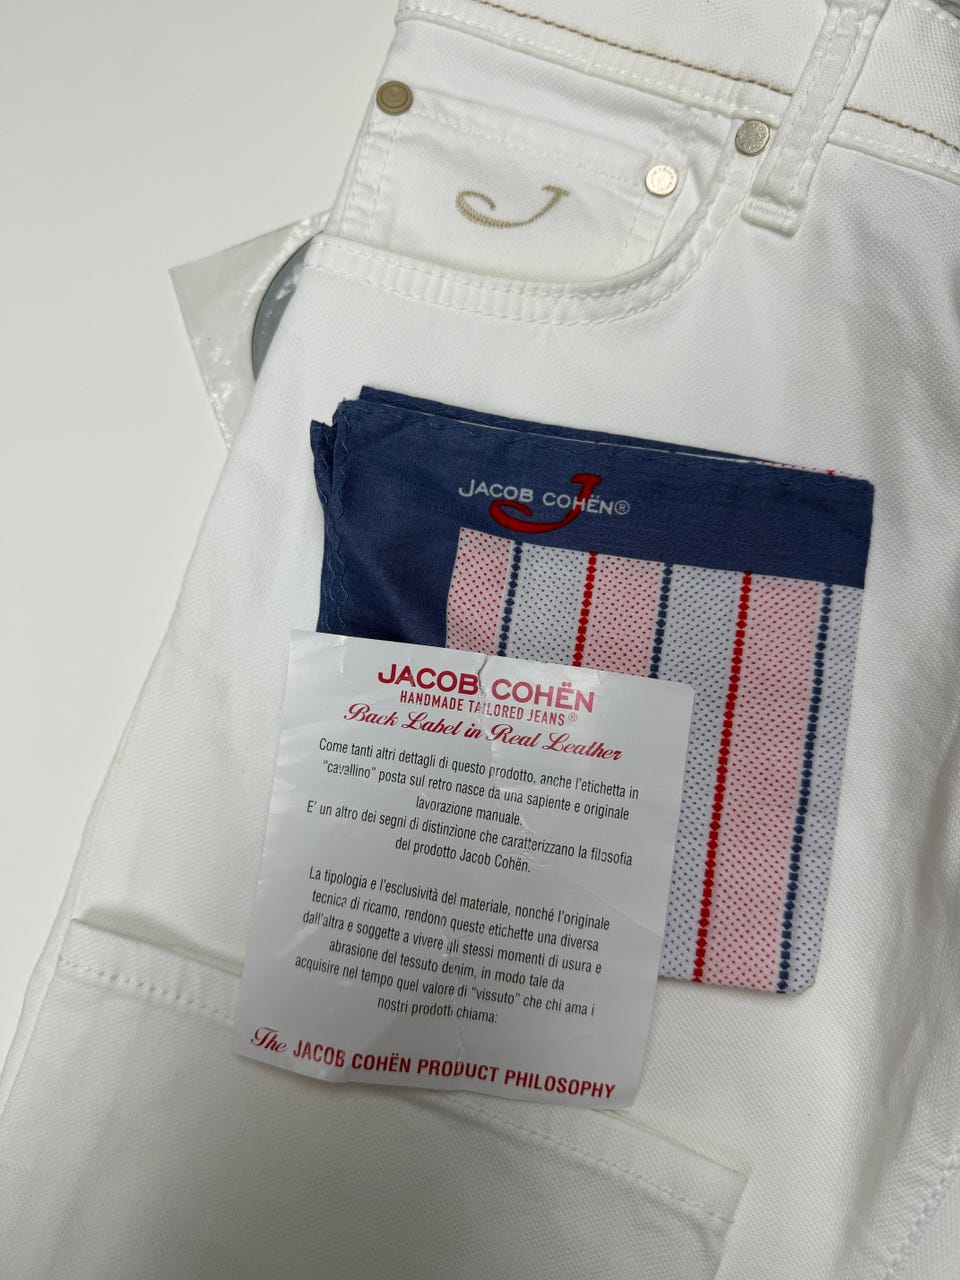 JACOB COHËN®
JACOB COHËN
HANDMADE TAILORED JEANS®
Back Label in Real Leather
Come tanti altri dettagli di questo prodotto, anche l'etichetta in
“cavallino” posta sul retro nasce da una sapiente e originale
lavorazione manuale.
E' un altro dei segni di distinzione che caratterizzano la filosofia
del prodotto Jacob Cohën.
La tipologia e l'esclusività del materiale, nonché l'originale
tecnica di ricamo, rendono queste etichette una diversa
dall'altra e soggette a vivere gli stessi momenti di usura e
abrasione del tessuto denim, in modo tale da
acquisire nel tempo quel valore di “vissuto” che chi ama i
nostri prodotti chiama:
The JACOB COHËN PRODUCT PHILOSOPHY